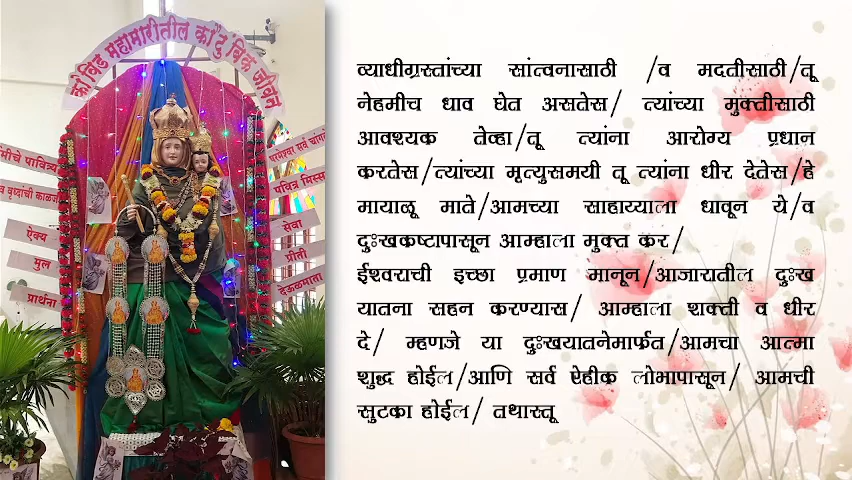 कोविड महामारीतील कौटुंबिक जीवन
ऐक्य
मुल
प्रार्थना
पवित्र मिस्सा
सेवा
प्रीती
देऊळमाता
व्याधीग्रस्तांच्या सांत्वनासाठी /व मदतीसाठी/तू
नेहमीच धाव घेत असतेस/ त्यांच्या मुक्तीसाठी
आवश्यक तेव्हा/तू त्यांना आरोग्य प्रधान
करतेस/त्यांच्या मृत्युसमयी तू त्यांना धीर देतेस/हे
मायाळू माते/आमच्या साहाय्याला धावून ये/व
दुःखकष्टापासून आम्हाला मुक्त कर/
ईश्वराची इच्छा प्रमाण मानून/आजारातील दुःख
यातना सहन करण्यास/ आम्हाला शक्ती व धीर
दे/ म्हणजे या दुःखयातनेमार्फत/आमचा आत्मा
शुद्ध होईल/आणि सर्व ऐहीक लोभापासून/ आमची
सुटका होईल/ तथास्तू